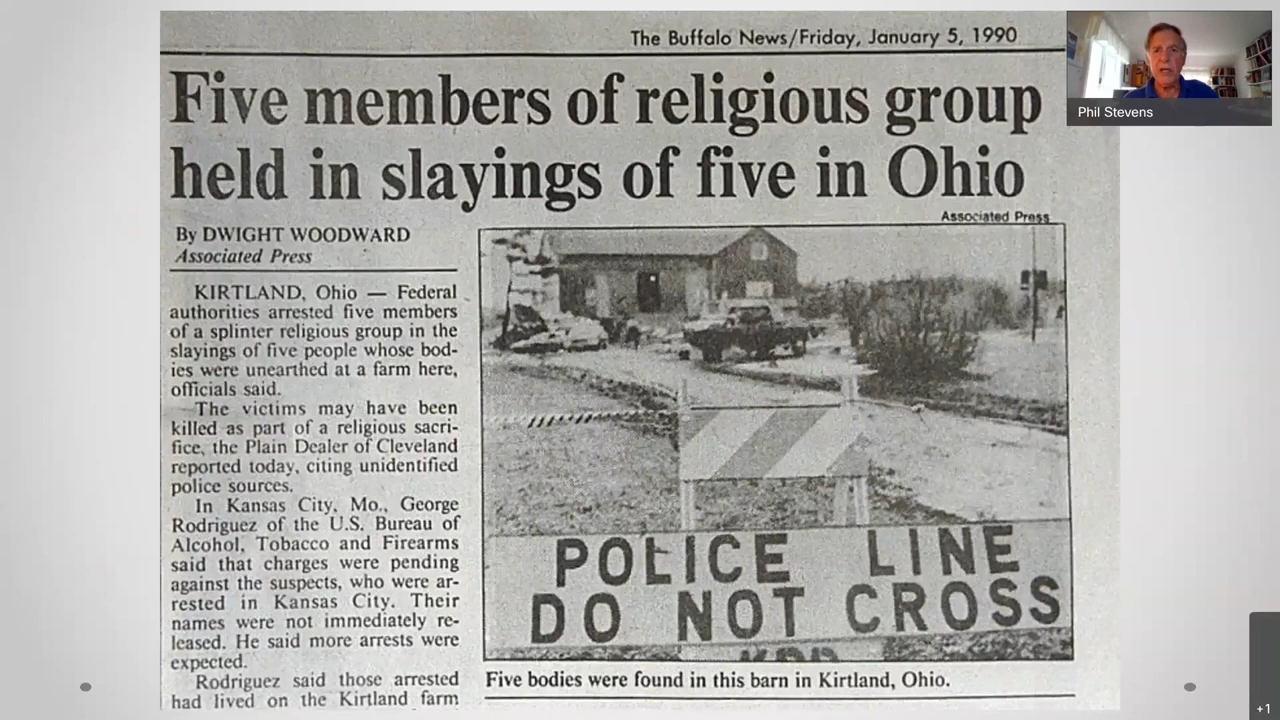 The Buffalo News/Friday, January 5, 1990
Phil Stevens
Five members of religious group
held in slayings of five in Ohio
Associated Press
By DWIGHT WOODWARD
Associated Press
KIRTLAND, Ohio — Federal
authorities arrested five members
of a splinter religious group in the
slayings of five people whose bod-
ies were unearthed at a farm here,
officials said.
The victims may have been
killed as part of a religious sacri-
fice, the Plain Dealer of Cleveland
reported today, citing unidentified
police sources.
In Kansas City, Mo., George
Rodriguez of the U.S. Bureau of
Alcohol, Tobacco and Firearms
said that charges were pending
against the suspects, who were ar-
rested in Kansas City. Their
names were not immediately re-
leased. He said more arrests were
expected.
Rodriguez said those arrested
had lived on the Kirtland farm
POLICE LINE
DO NOT CROSS
Five bodies were found in this barn in Kirtland, Ohio.
+1